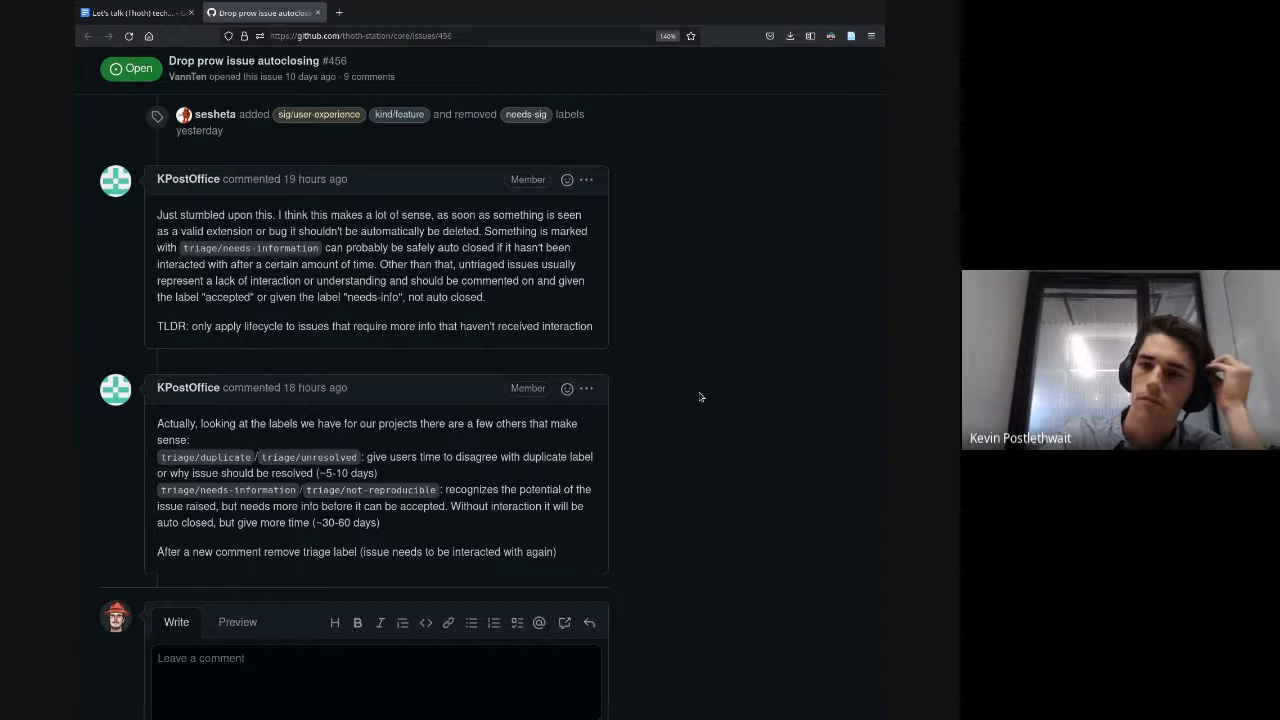 Let's talk (Thoth) tech...
Drop prow issue autoclosi
https://github.com/thoth-station/core/issues/456
140%
Open
Drop prow issue autoclosing #456
VannTen opened this issue 10 days ago · 9 comments
sesheta added sig/user-experience kind/feature and removed needs-sig labels
yesterday
KPostOffice commented 19 hours ago
Member
Just stumbled upon this. I think this makes a lot of sense, as soon as something is seen
as a valid extension or bug it shouldn't be automatically be deleted. Something is marked
with triage/needs-information can probably be safely auto closed if it hasn't been
interacted with after a certain amount of time. Other than that, untriaged issues usually
represent a lack of interaction or understanding and should be commented on and given
the label "accepted" or given the label "needs-info", not auto closed.
TLDR: only apply lifecycle to issues that require more info that haven't received interaction
KPostOffice commented 18 hours ago
Member
Actually, looking at the labels we have for our projects there are a few others that make
sense:
triage/duplicate/triage/unresolved: give users time to disagree with duplicate label
or why issue should be resolved (~5-10 days)
triage/needs-information/triage/not-reproducible: recognizes the potential of the
issue raised, but needs more info before it can be accepted. Without interaction it will be
auto closed, but give more time (~30-60 days)
After a new comment remove triage label (issue needs to be interacted with again)
Write
Preview
Leave a comment
Kevin Postlethwait